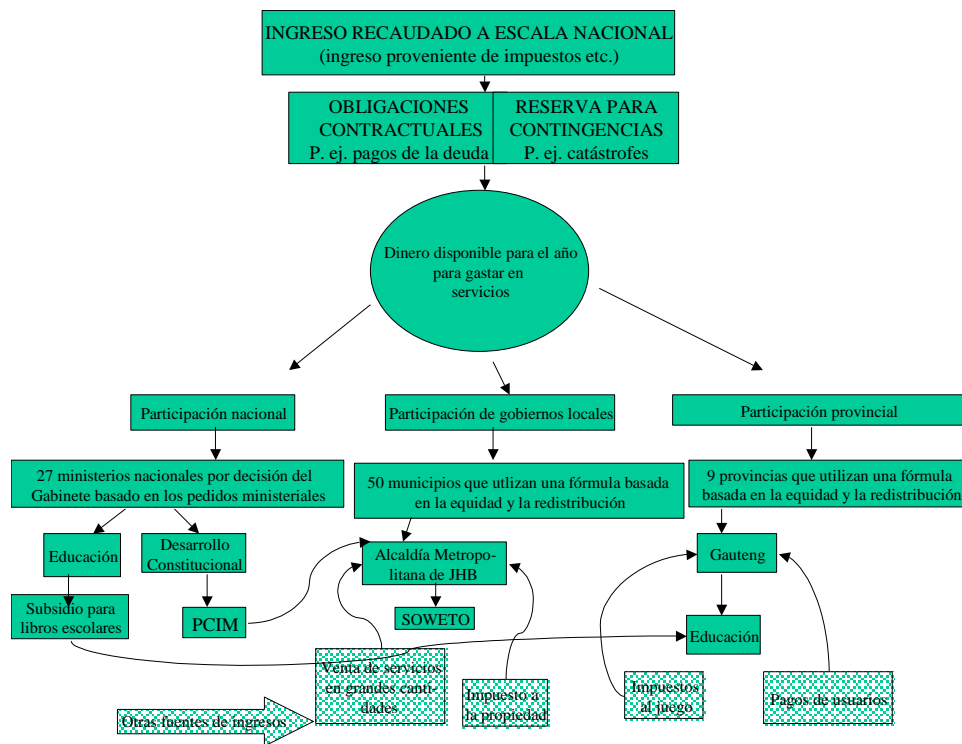 INGRESO RECAUDADO A ESCALA NACIONAL
(ingreso proveniente de impuestos etc.)
OBLIGACIONES
CONTRACTUALES
P. ej. pagos de la deuda
RESERVA PARA
CONTINGENCIAS
P. ej. catástrofes
Dinero disponible para el año
para gastar en
servicios
Participación nacional
Participación de gobiernos locales
Participación provincial
27 ministerios nacionales por decisión del
Gabinete basado en los pedidos ministeriales
50 municipios que utlizan una fórmula basada
en la equidad y la redistribución
9 provincias que utilizan una fórmula
basada en la equidad y la redistribución
Educación
Desarrollo
Constitucional
Alcaldía Metropo-
litana de JHB
Gauteng
Subsidio para
libros escolares
PCIM
SOWETO
Educación
Venta de servicios
en grandes canti-
dades
Impuesto a
la propiedad
Impuestos
al juego
Pagos de usuarios
Otras fuentes de ingresos